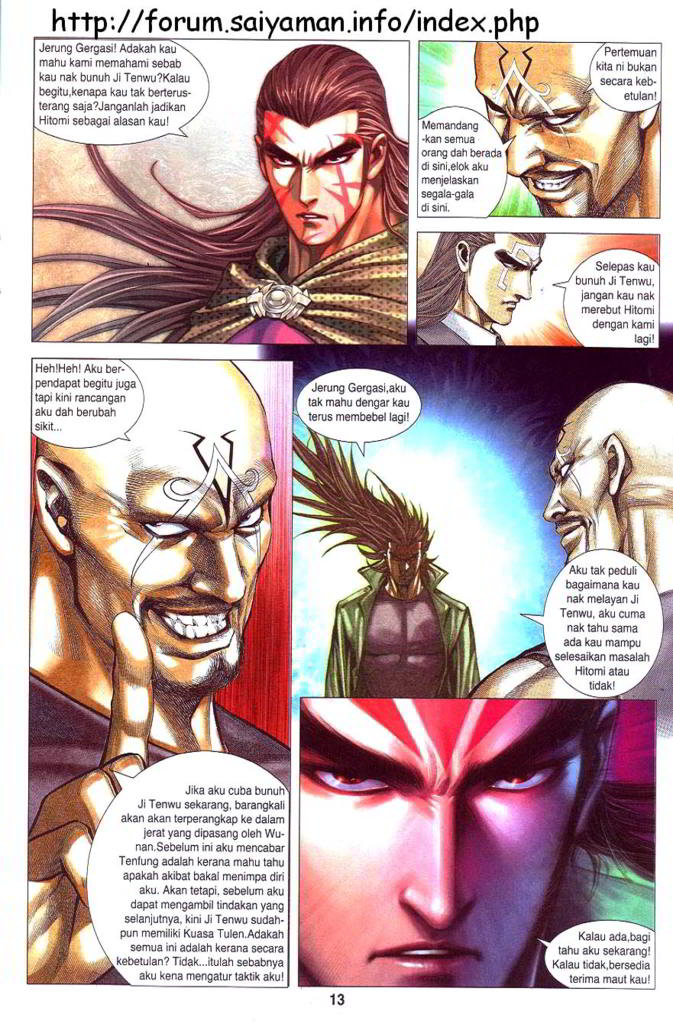 http://forum.saiyaman.info/index.php
Jerung Gergasi! Adakah kau
mahu kami memahami sebab
kau nak bunuh Ji Tenwu?Kalau
begitu,kenapa kau tak berterus-
terang saja?Janganlah jadikan
Hitomi sebagai alasan kau!
Pertemuan
kita ni bukan
secara keb-
etulan!
Memandang
-kan semua
orang dah berada
di sini,elok aku
menjelaskan
segala-gala
di sini.
Selepas kau
bunuh Ji Tenwu,
jangan kau nak
merebut Hitomi
dengan kami
lagi!
Heh!Heh! Aku ber-
pendapat begitu juga
tapi kini rancangan
aku dah berubah
sikit...
Jerung Gergasi,aku
tak mahu dengar kau
terus membebel lagi!
Aku tak peduli
bagaimana kau
nak melayan Ji
Tenwu, aku cuma
nak tahu sama
ada kau mampu
selesaikan masalah
Hitomi atau
tidak!
Jika aku cuba bunuh
Ji Tenwu sekarang, barangkali
akan akan terperangkap ke dalam
jerat yang dipasang oleh Wu-
nan.Sebelum ini aku mencabar
Tenfung adalah kerana mahu tahu
apakah akibat bakal menimpa diri
aku. Akan tetapi, sebelum aku
dapat mengambil tindakan yang
selanjutnya, kini Ji Tenwu sudah-
pun memiliki Kuasa Tulen.Adakah
semua ini adalah kerana secara
kebetulan? Tidak...itulah sebabnya
aku kena mengatur taktik aku!
Kalau ada,bagi
tahu aku sekarang!
Kalau tidak,bersedia
terima maut kau!
13